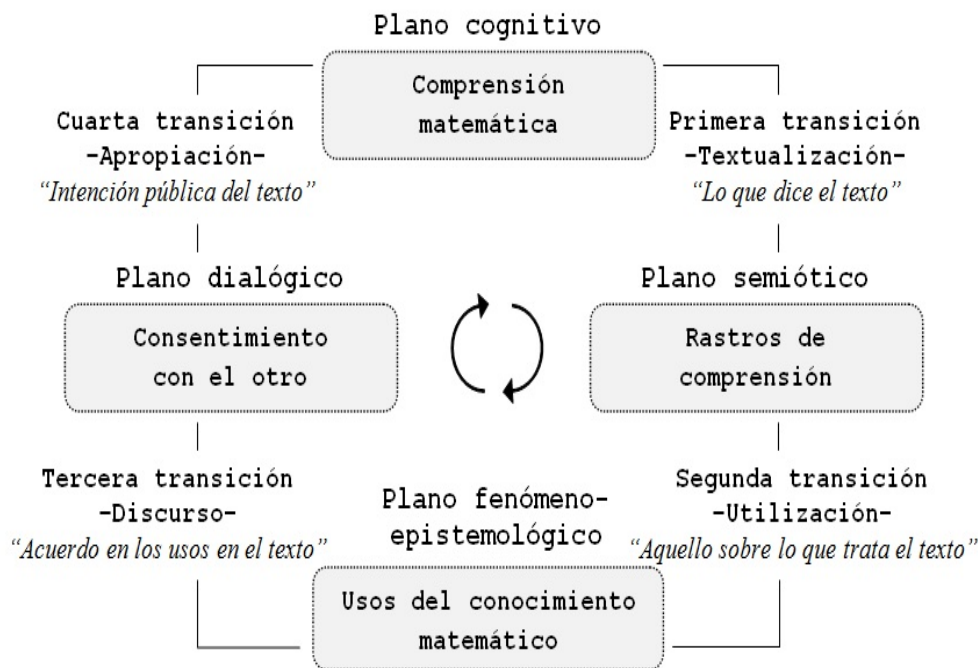 Plano cognitivo
Comprensión
matemática
Cuarta transición
-Apropiación-
“Intención pública del texto”
Primera transición
-Textualización-
“Lo que dice el texto”
Plano dialógico
Consentimiento
con el otro
Plano semiótico
Rastros de
comprensión
Tercera transición
-Discurso-
“Acuerdo en los usos en el texto”
Plano fenómeno-
epistemológico
Usos del conocimiento
matemático
Segunda transición
-Utilización-
“Aquello sobre lo que trata el texto”